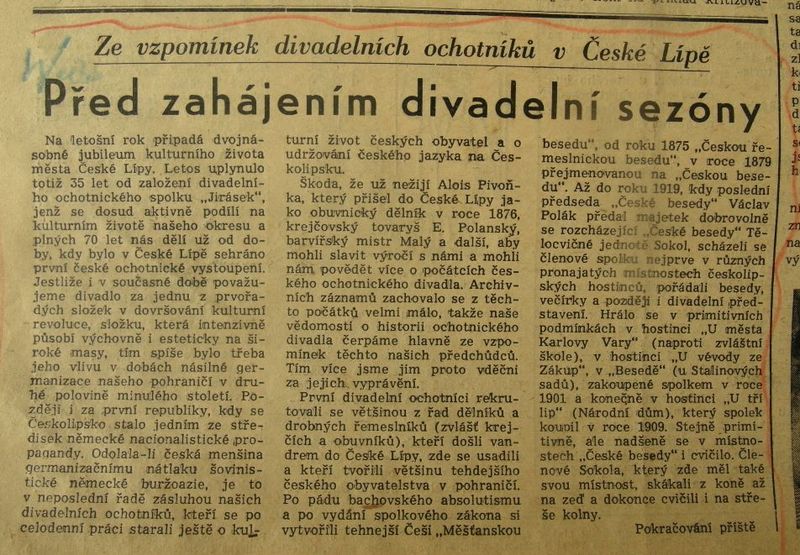 Ze vzpomínek divadelních ochotníků v České Lípě
Před zahájením divadelní sezóny
Na letošní rok připadá dvojná-
sobné jubileum kulturního života
města České Lípy. Letos uplynulo
totiž 35 let od založení divadelní-
ho ochotnického spolku „Jirásek",
jenž se dosud aktivně podílí na
kulturním životě našeho okresu a
plných 70 let nás dělí už od do-
by, kdy bylo v České Lípě sehráno
první české ochotnické vystoupení.
Jestliže i v současné době považu-
jeme divadlo za jednu z prvořa-
dých složek v dovršování kulturní
revoluce, složku, která intenzivně
působí výchovně i esteticky na ši-
roké masy, tím spíše bylo třeba
jeho vlivu v dobách násilné ger-
manizace našeho pohraničí v dru-
hé polovině minulého století. Po-
zději i za první republiky, kdy se
Českolipsko stalo jedním ze stře-
disek německé nacionalistické pro-
pagandy. Odolala-li česká menšina
germanizačnímu nátlaku šovinis-
tické německé buržoazie, je to
v neposlední řadě zásluhou našich
divadelních ochotníků, kteří se po
celodenní práci starali ještě o kul-
turní život českých obyvatel a o
udržování českého jazyka na Čes-
kolipsku.
Škoda, že už nežijí Alois Pivoň-
ka, který přišel do České Lípy ja-
ko obuvnický dělník v roce 1876,
krejčovský tovaryš E. Polanský,
barvířský mistr Malý a další, aby
mohli slavit výročí s námi a mohli
nám povědět více o počátcích čes-
kého ochotnického divadla. Archiv-
ních záznamů zachovalo se z těch-
to počátků velmi málo, takže naše
vědomosti o historii ochotnického
divadla čerpáme hlavně ze vzpo-
mínek těchto našich předchůdců.
Tím více jsme jim proto vděční
za jejich vyprávění.
První divadelní ochotníci rekru-
tovali se většinou z řad dělníků a
drobných řemeslníků (zvlášť krej-
čích a obuvníků), kteří došli van-
drem do České Lípy, zde se usadili
a kteří tvořili většinu tehdejšího
českého obyvatelstva v pohraničí.
Po pádu bachovského absolutismu
a po vydání spolkového zákona si
vytvořili tehnejší Češi „Měšťanskou
besedu", od roku 1875 „Českou ře-
meslnickou besedu", v roce 1879
přejmenovanou na „Českou bese-
du". Až do roku 1919, kdy poslední
předseda „České besedy" Václav
Polák předal majetek dobrovolně
se rozcházející „České besedy" Tě-
locvičné jednotě Sokol, scházeli se
členové spolku nejprve v různých
pronajatých místnostech českolip-
ských hostinců, pořádali besedy,
večírky a později i divadelní před-
stavení. Hrálo se v primitivních
podmínkách v hostinci „U města
Karlovy Vary" (naproti zvláštní
škole), v hostinci „U vévody ze
Zákup", v „Besedě" (u Stalinových
sadů), zakoupené spolkem v roce
1901 a konečně v hostinci „U tří
lip" (Národní dům), který spolek
koupil v roce 1909. Stejně primi-
tivně, ale nadšeně se v místno-
stech „České besedy" i cvičilo. Čle-
nové Sokola, který zde měl také
svou místnost, skákali z koně až
na zeď a dokonce cvičili i na stře-
še kolny.
Pokračování příště